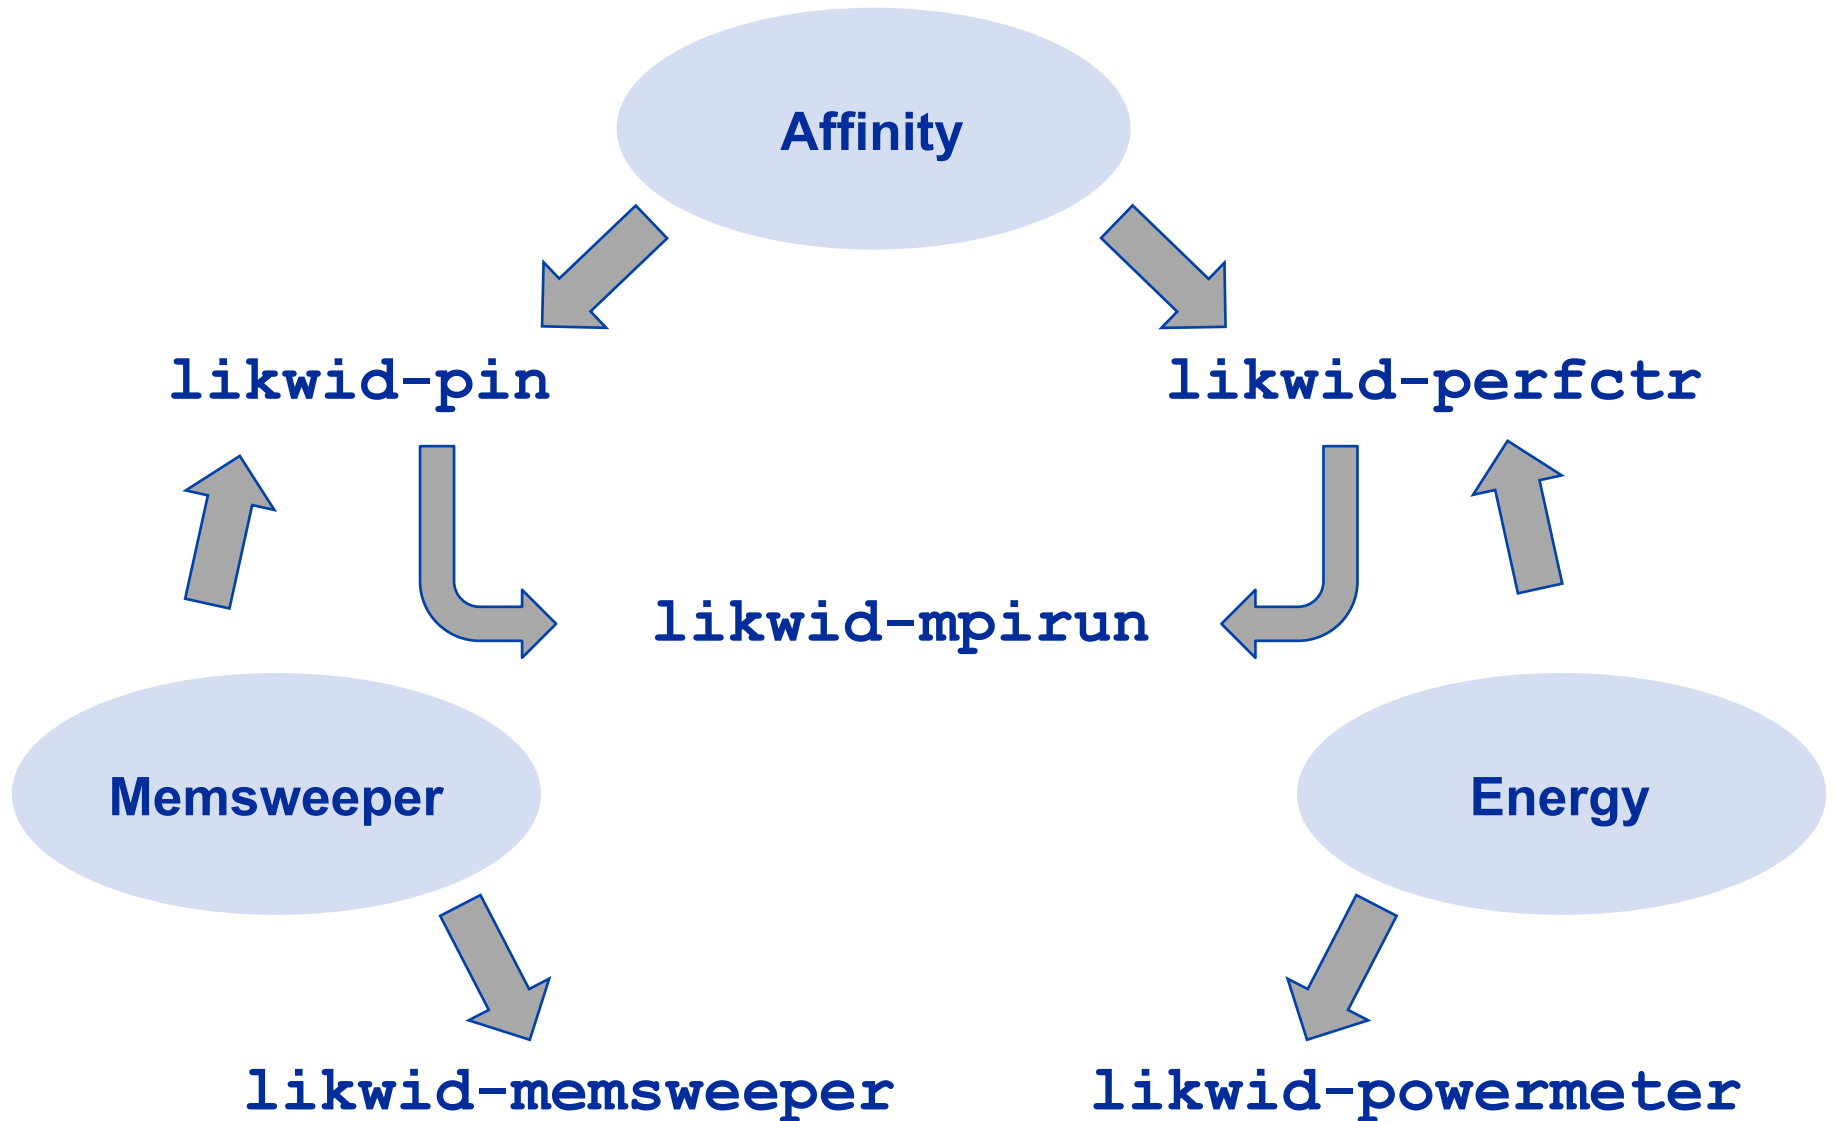 Affinity
likwid-pin
likwid-perfctr
likwid-mpirun
Memsweeper
Energy
likwid-memsweeper
likwid-powermeter